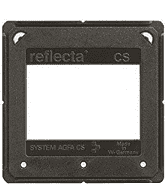 reflecta CS
SYSTEM AGFA CS
Made in
W.-Germany